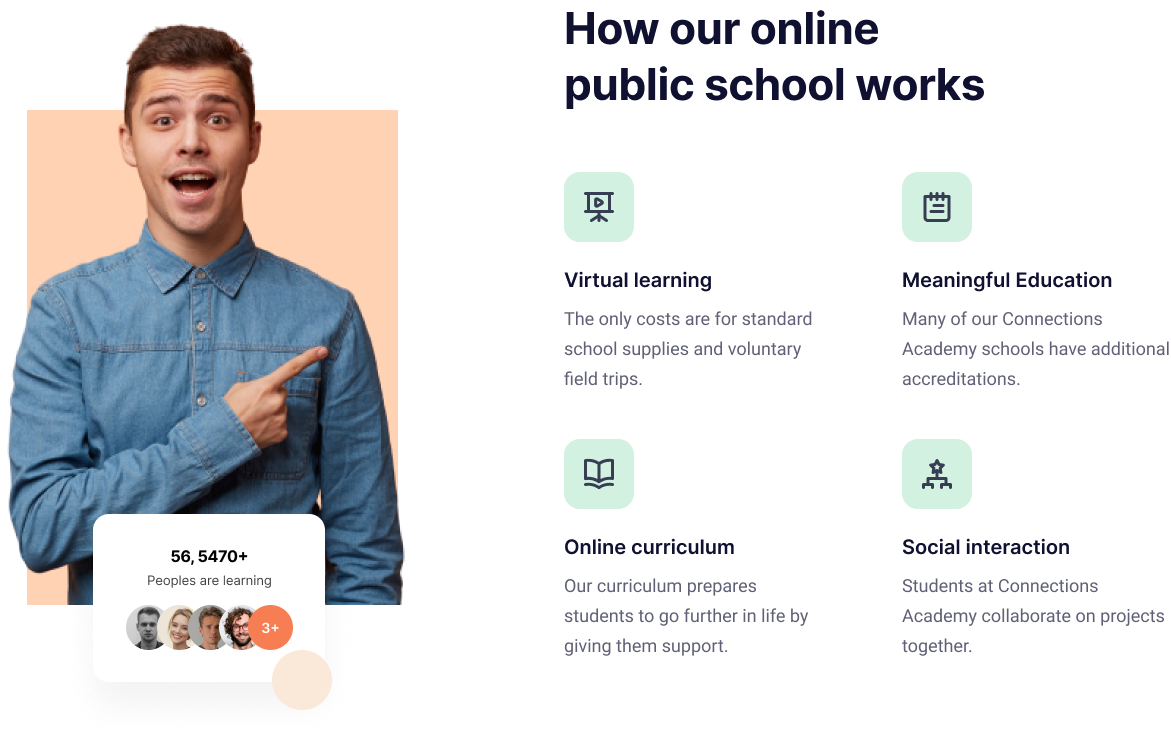 How our online
public school works
Virtual learning
The only costs are for standard
school supplies and voluntary
field trips.
Meaningful Education
Many of our Connections
Academy schools have additional
accreditations.
Online curriculum
Our curriculum prepares
students to go further in life by
giving them support.
Social interaction
Students at Connections
Academy collaborate on projects
together.
56, 5470+
Peoples are learning
3+